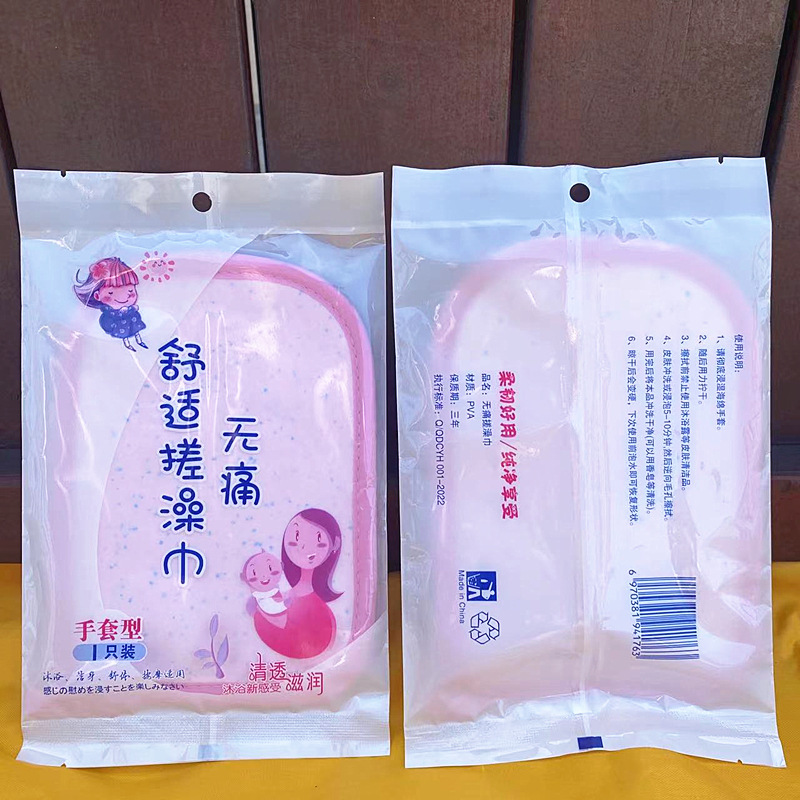 舒适搓澡巾
无痛
手套型
1只装
沐浴、洁身、舒体、按摩适用
感じの慰めを浸すことを楽しみなさい
清透
滋润
沐浴新感受
柔韧好用/纯净享受
品名：无痛搓澡巾
材质：PVA
保质期：三年
执行标准：Q/QDCYH 001-2022
使用说明：
1、请彻底浸湿海绵手套。
2、随后用力拧干。
3、擦拭前禁止使用沐浴露等皮肤清洁品。
4、皮肤冲洗或浸泡5-10分钟,然后逆向毛孔擦拭。
5、用完后将本品冲洗干净(可以用香皂等清洗)。
6、晾干后会变硬，下次使用前泡水即可恢复形状。
Made in China
6 970381 941763